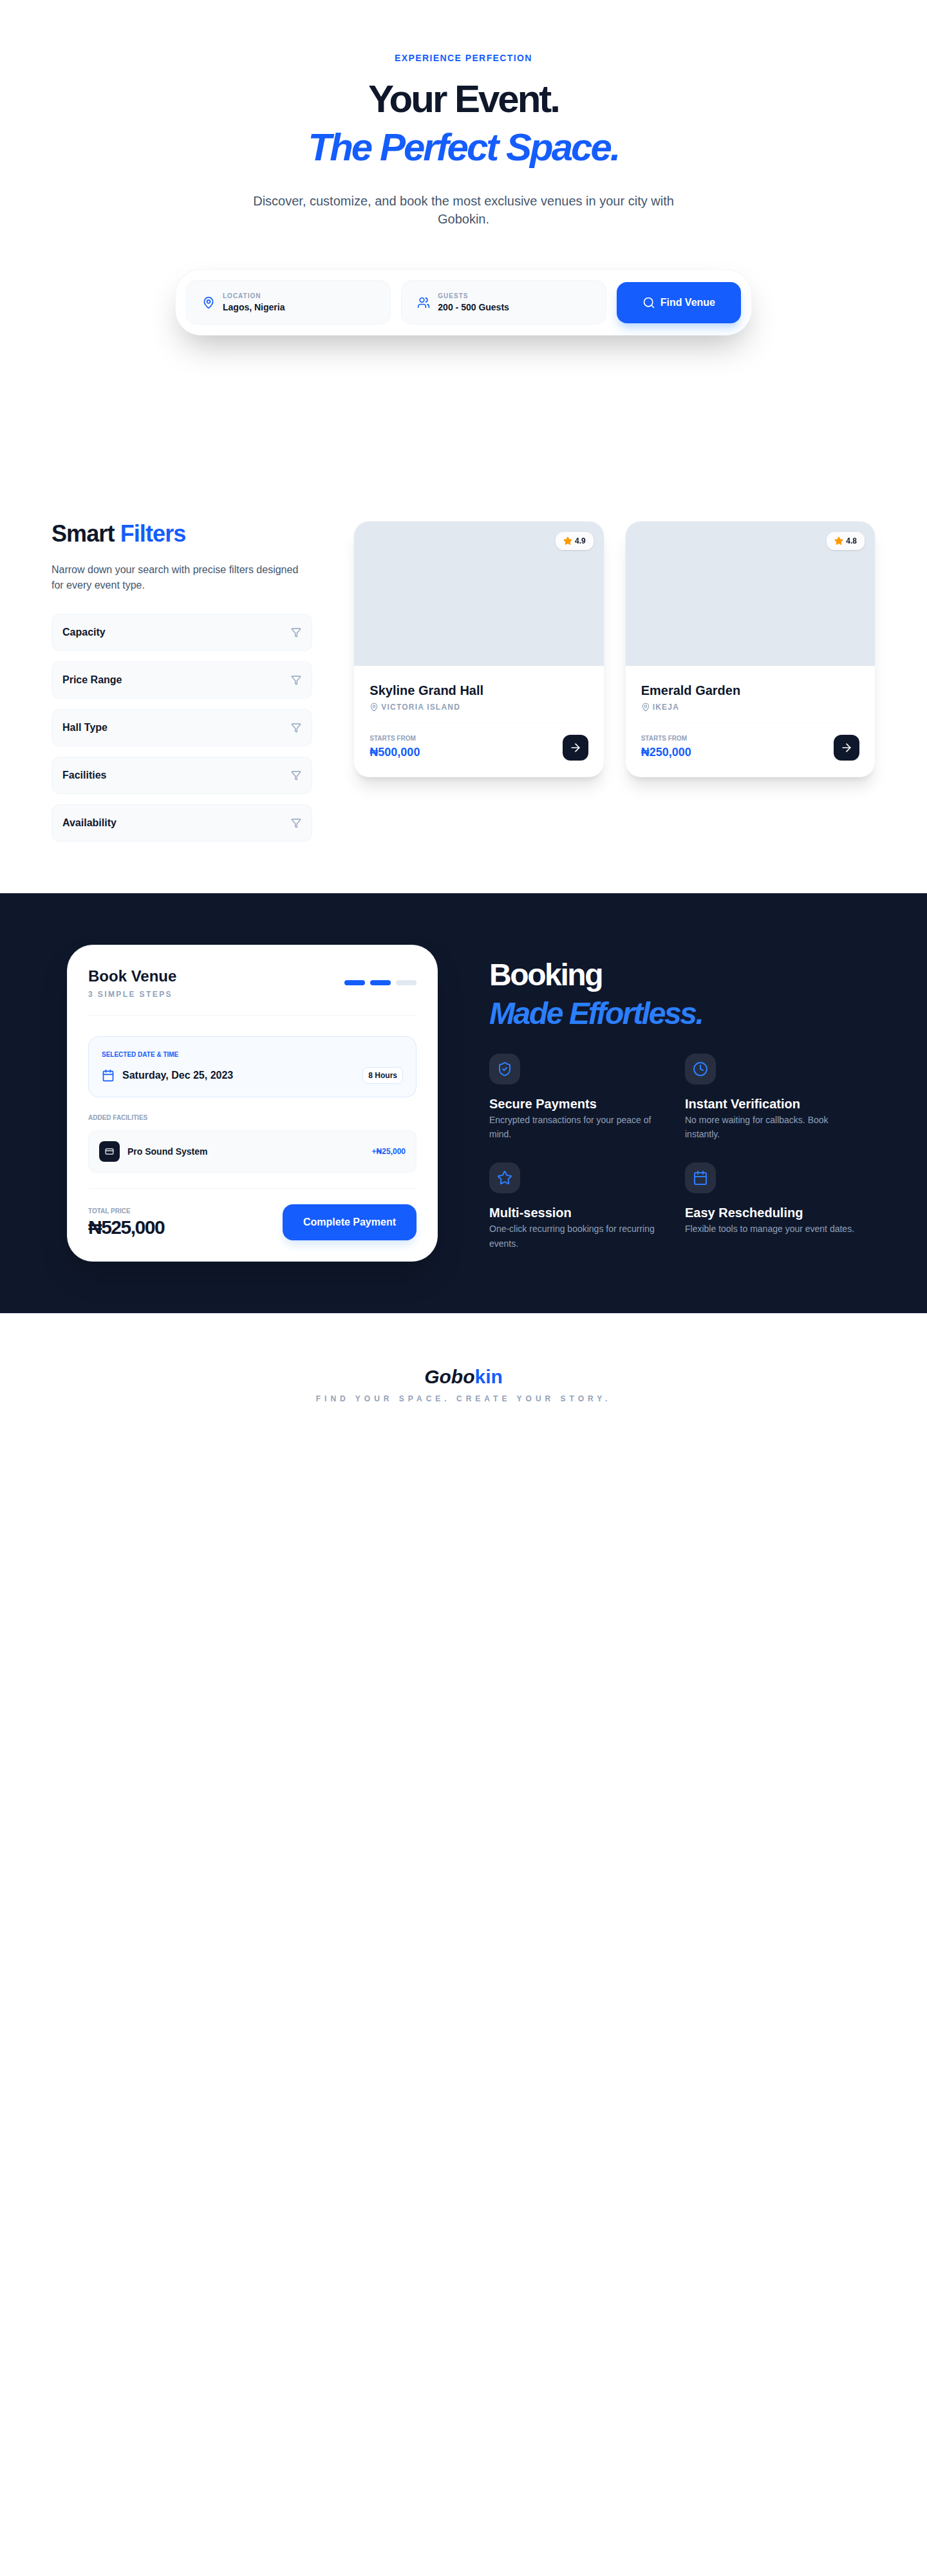 EXPERIENCE PERFECTION
Your Event.
The Perfect Space.
Discover, customize, and book the most exclusive venues in your city with
Gobokin.
LOCATION
Lagos, Nigeria
GUESTS
200 - 500 Guests
Find Venue
Smart Filters
Narrow down your search with precise filters designed
for every event type.
Capacity
Price Range
Hall Type
Facilities
Availability
4.9
Skyline Grand Hall
VICTORIA ISLAND
STARTS FROM
₦500,000
4.8
Emerald Garden
IKEJA
STARTS FROM
₦250,000
Book Venue
3 SIMPLE STEPS
SELECTED DATE & TIME
Saturday, Dec 25, 2023
8 Hours
ADDED FACILITIES
Pro Sound System
+₦25,000
TOTAL PRICE
₦525,000
Complete Payment
Booking
Made Effortless.
Secure Payments
Encrypted transactions for your peace of
mind.
Instant Verification
No more waiting for callbacks. Book
instantly.
Multi-session
One-click recurring bookings for recurring
events.
Easy Rescheduling
Flexible tools to manage your event dates.
Gobokin
FIND YOUR SPACE. CREATE YOUR STORY.